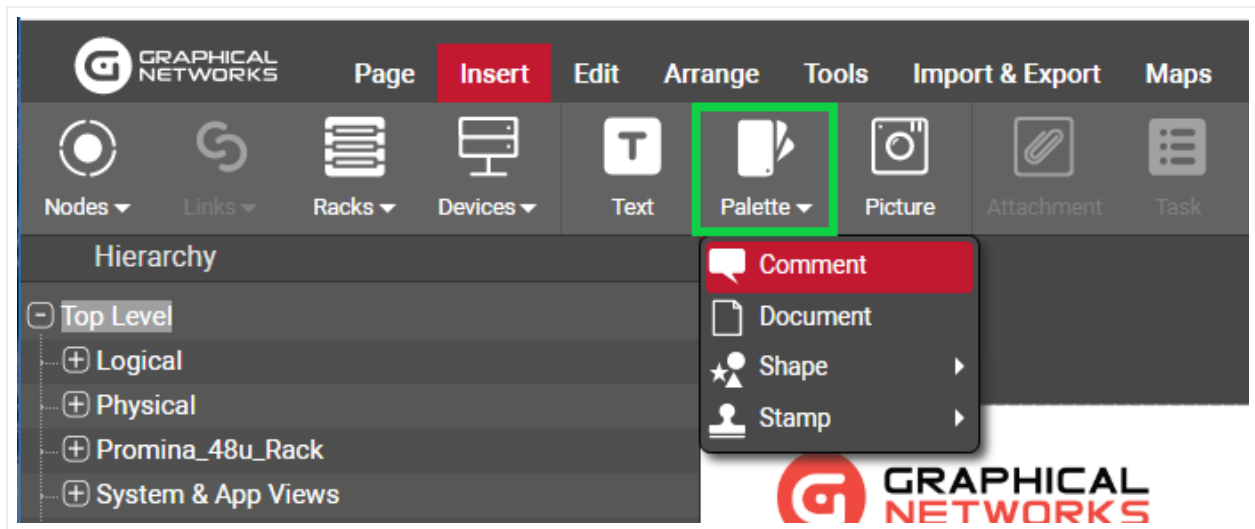 GRAPHICAL
NETWORKS
Page Insert Edit Arrange Tools Import & Export Maps
Nodes Links Racks Devices Text Palette Picture Attachment Task
Hierarchy
Comment
Document
Shape
Stamp
Top Level
Logical
Physical
Promina_48u_Rack
System & App Views
GRAPHICAL
NETWORKS